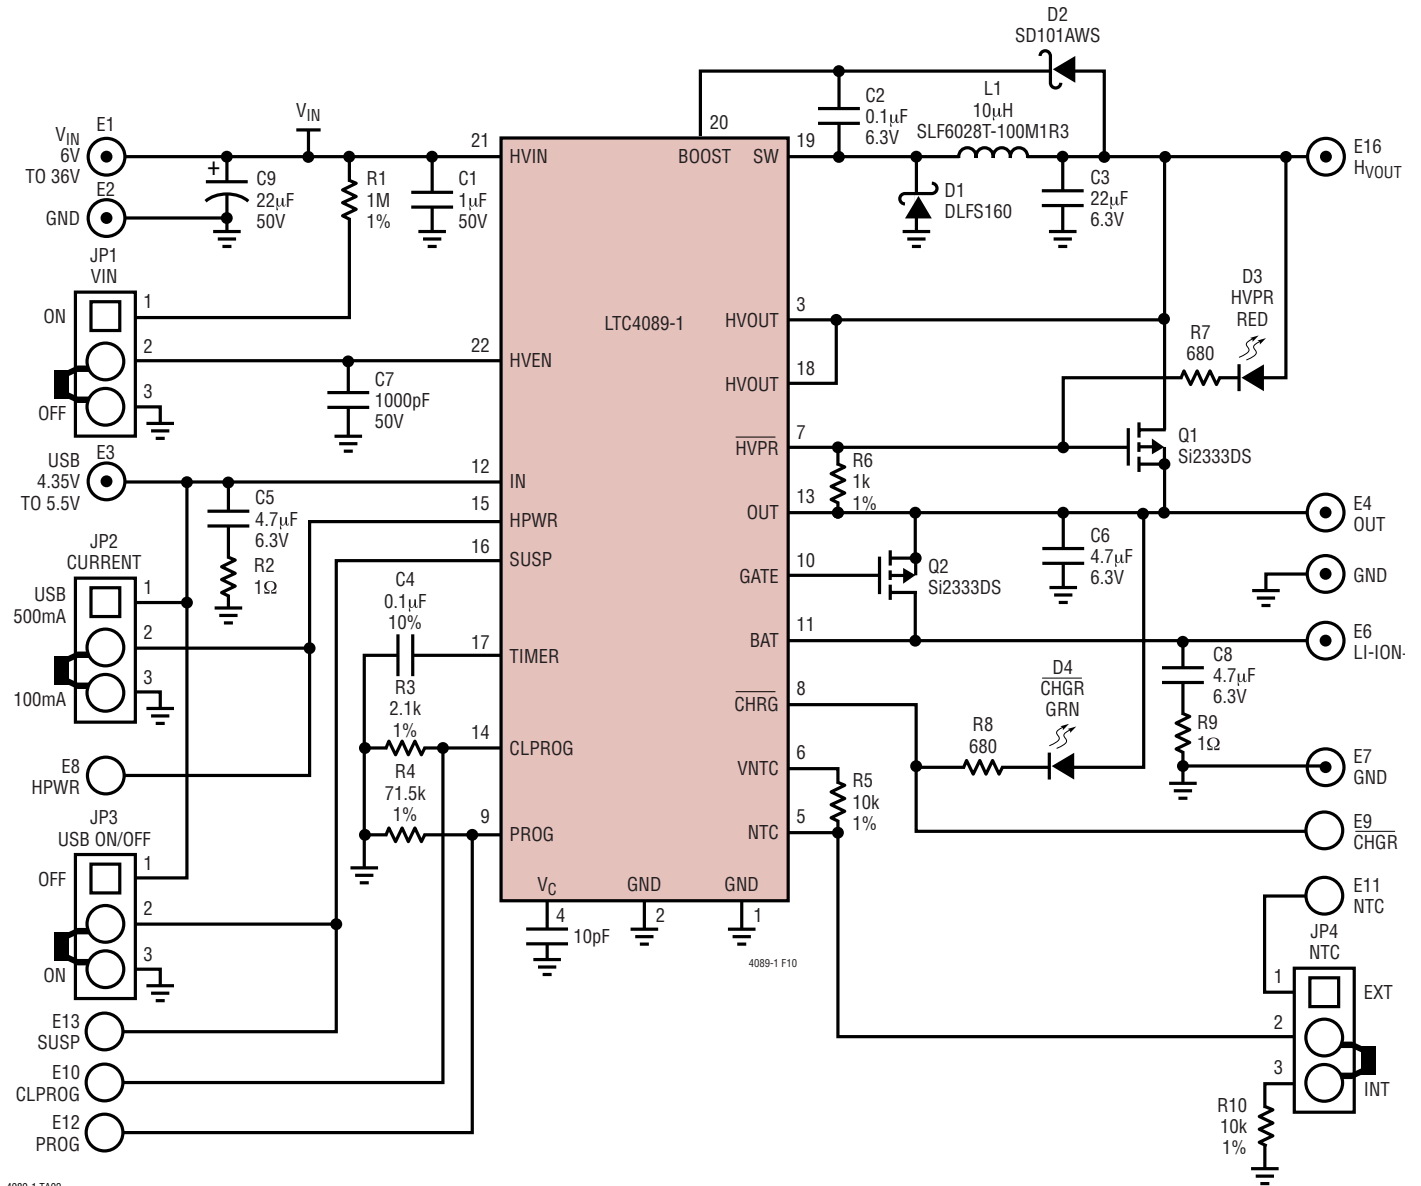 D2
SD101AWS
E1
V_IN
6V
TO 36V
E2
GND
V_IN
+
C9
22μF
50V
R1
1M
1%
C1
1μF
50V
JP1
VIN
ON
1
2
3
OFF
C7
1000pF
50V
USB
4.35V
TO 5.5V
E3
C5
4.7μF
6.3V
R2
1Ω
JP2
CURRENT
USB
500mA
1
2
3
100mA
E8
HPWR
JP3
USB ON/OFF
OFF
1
2
3
ON
E13
SUSP
E10
CLPROG
E12
PROG
C4
0.1μF
10%
R3
2.1k
1%
R4
71.5k
1%
21
HVIN
22
HVEN
12
IN
15
HPWR
16
SUSP
17
TIMER
14
CLPROG
9
PROG
LTC4089-1
20
BOOST
SW
19
HVOUT
3
HVOUT
18
HVPR
7
OUT
13
GATE
10
BAT
11
CHRG
8
VNTC
6
NTC
5
V_C
4
10pF
GND
2
GND
1
4089-1 F10
C2
0.1μF
6.3V
L1
10μH
SLF6028T-100M1R3
D1
DLFS160
C3
22μF
6.3V
E16
H_VOUT
D3
HVPR
RED
R7
680
Q1
Si2333DS
R6
1k
1%
Q2
Si2333DS
C6
4.7μF
6.3V
E4
OUT
GND
E6
LI-ION
C8
4.7μF
6.3V
R9
1Ω
D4
CHGR
GRN
R8
680
R5
10k
1%
E7
GND
E9
CHGR
E11
NTC
JP4
NTC
1
EXT
2
3
INT
R10
10k
1%